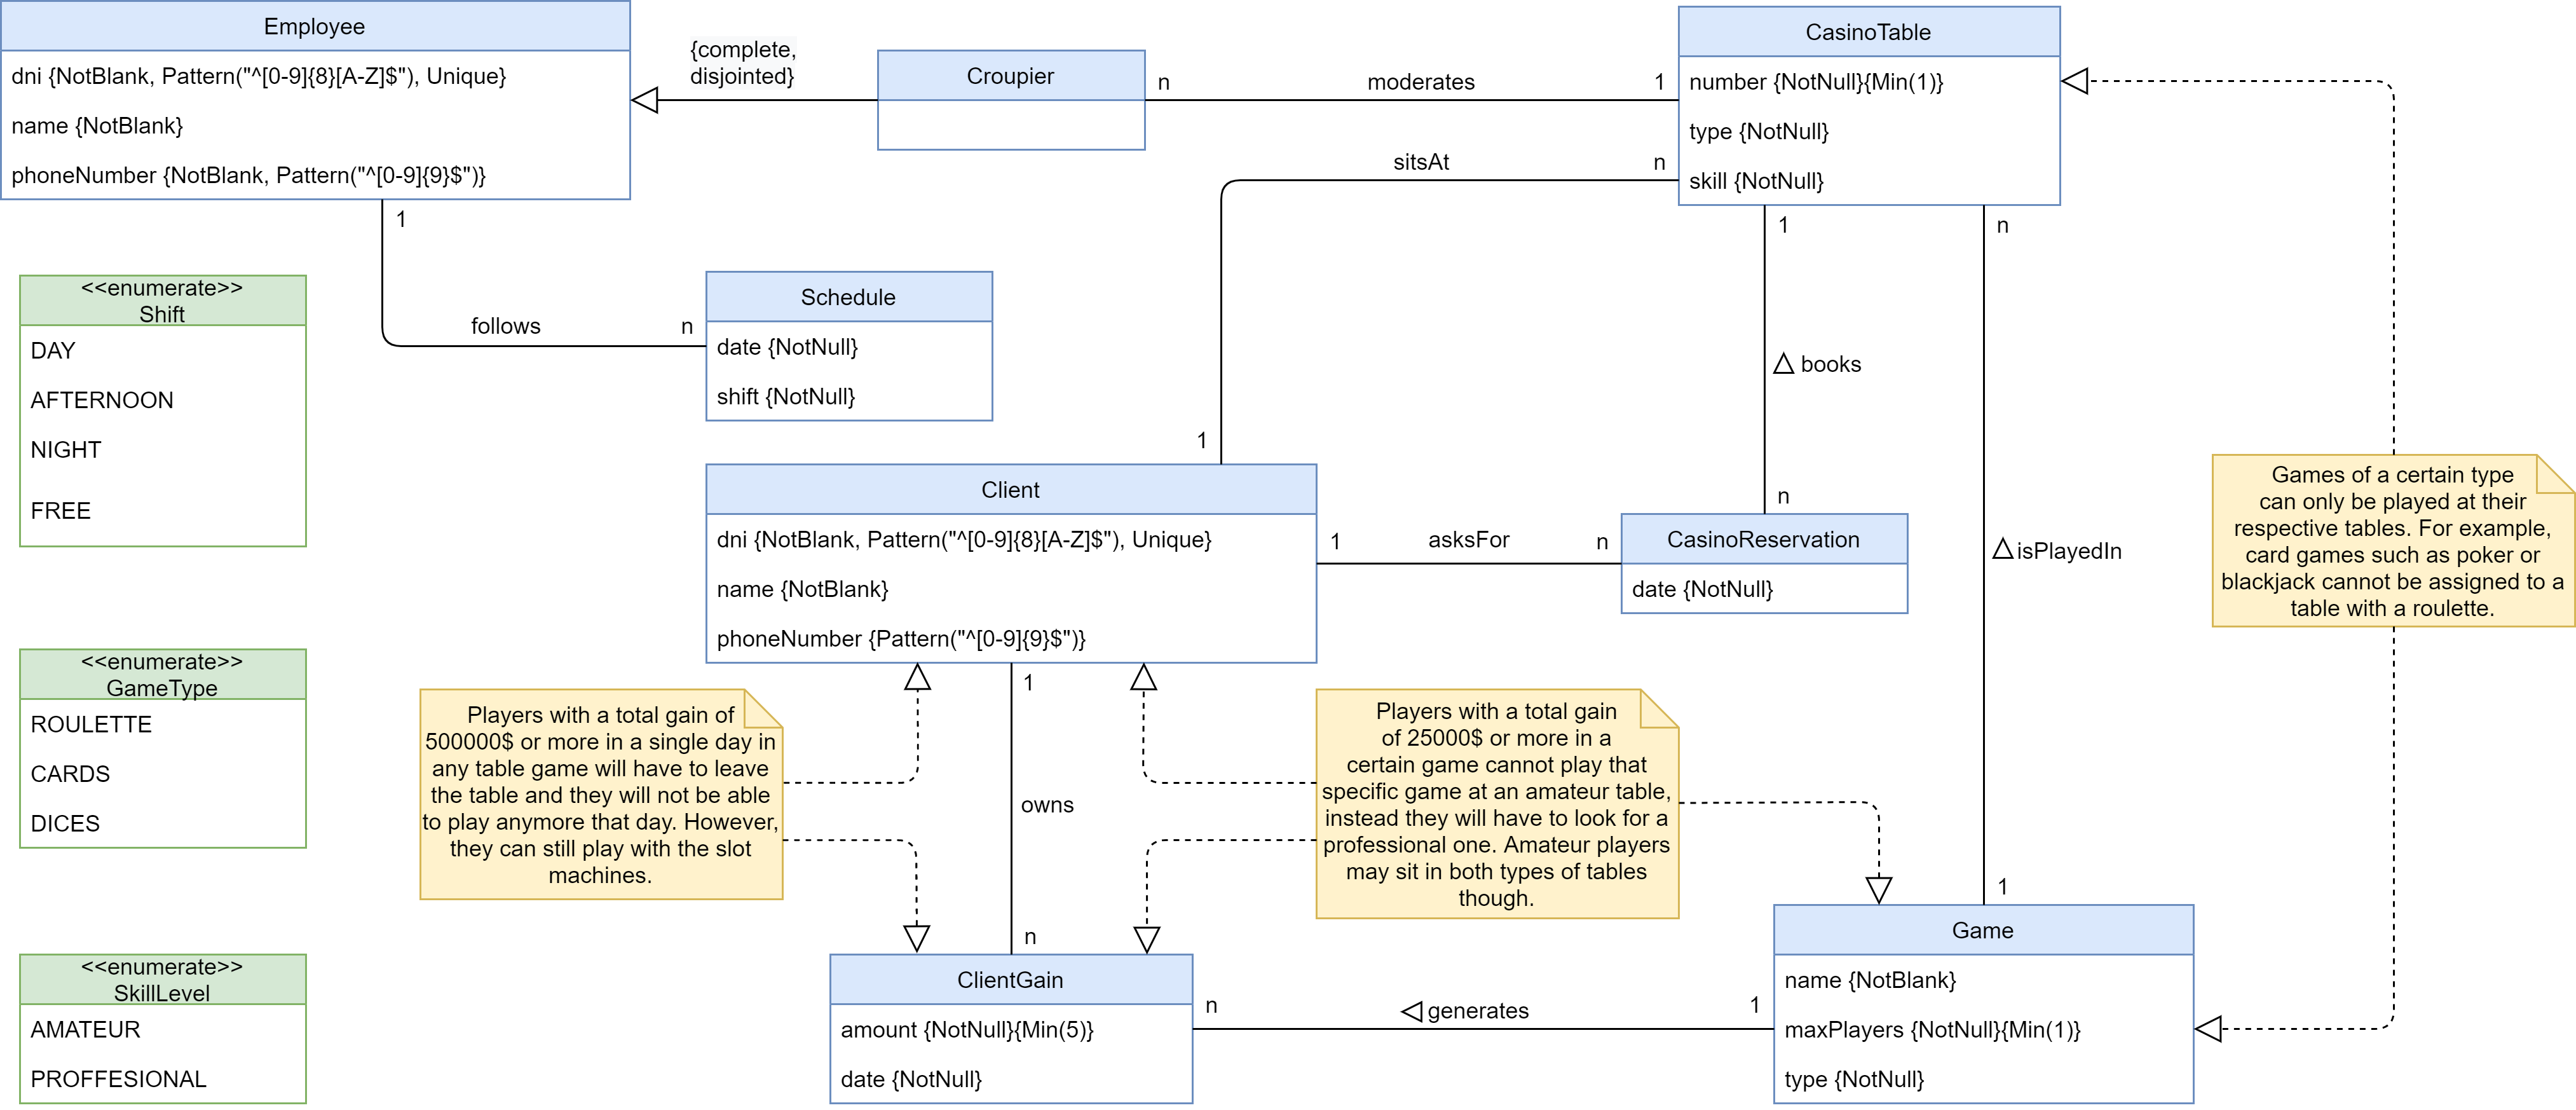 Employee
dni {NotBlank, Pattern("^[0-9]{8}[A-Z]$"), Unique}
name {NotBlank}
phoneNumber {NotBlank, Pattern("^[0-9]{9}$")}
{complete,
disjointed}
Croupier
n
moderates
1
CasinoTable
number {NotNull}{Min(1)}
type {NotNull}
skill {NotNull}
sitsAt
n
1
1
n
<<enumerate>>
Shift
DAY
AFTERNOON
NIGHT
FREE
follows
n
Schedule
date {NotNull}
shift {NotNull}
books
1
n
Client
dni {NotBlank, Pattern("^[0-9]{8}[A-Z]$"), Unique}
name {NotBlank}
phoneNumber {Pattern("^[0-9]{9}$")}
1
asksFor
n
CasinoReservation
date {NotNull}
isPlayedIn
Games of a certain type
can only be played at their
respective tables. For example,
card games such as poker or
blackjack cannot be assigned to a
table with a roulette.
<<enumerate>>
GameType
ROULETTE
CARDS
DICES
Players with a total gain of
500000$ or more in a single day in
any table game will have to leave
the table and they will not be able
to play anymore that day. However,
they can still play with the slot
machines.
1
owns
n
Players with a total gain
of 25000$ or more in a
certain game cannot play that
specific game at an amateur table,
instead they will have to look for a
professional one. Amateur players
may sit in both types of tables
though.
1
<<enumerate>>
SkillLevel
AMATEUR
PROFFESIONAL
ClientGain
amount {NotNull}{Min(5)}
date {NotNull}
n
generates
1
Game
name {NotBlank}
maxPlayers {NotNull}{Min(1)}
type {NotNull}